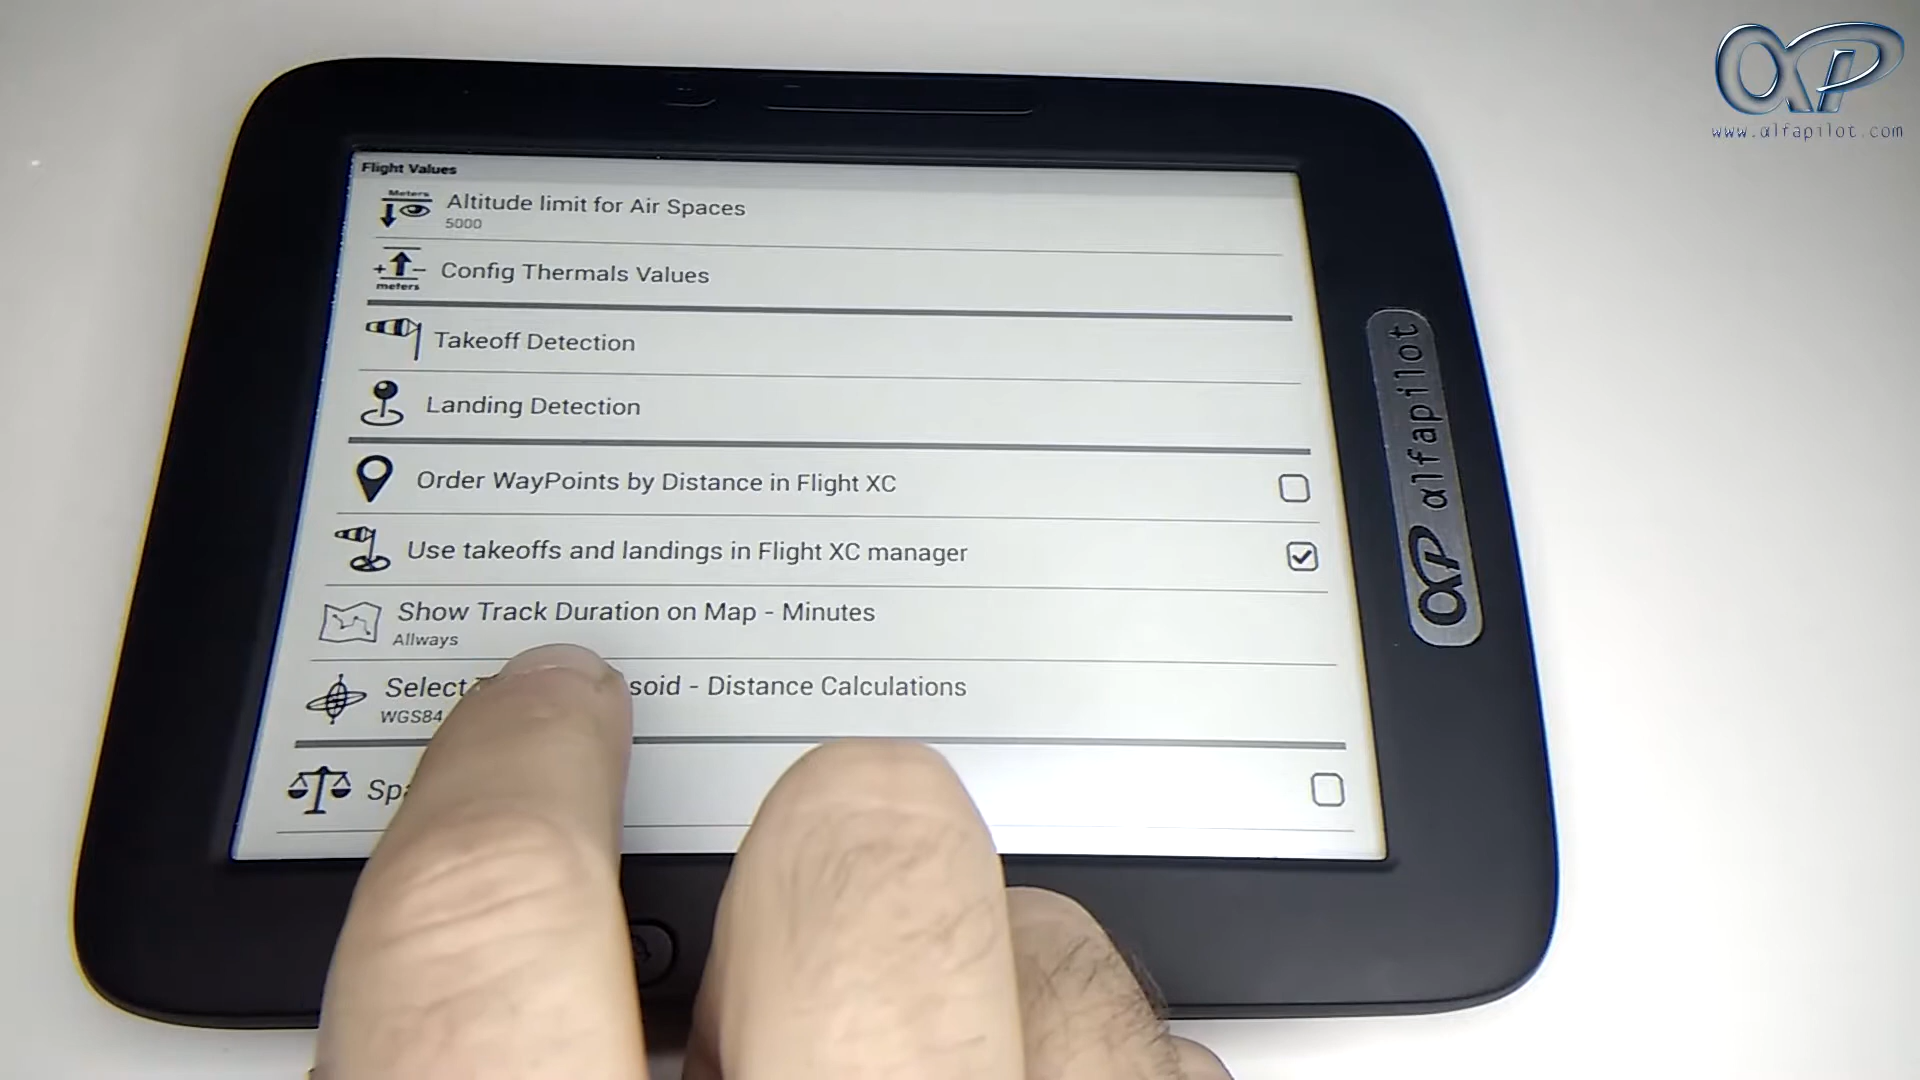 αP
www.alfapilot.com
Flight Values
Meters
Altitude limit for Air Spaces
5000
+ -
meters
Config Thermals Values
Takeoff Detection
Landing Detection
Order WayPoints by Distance in Flight XC
Use takeoffs and landings in Flight XC manager
Show Track Duration on Map - Minutes
Allways
Select - Distance Calculations
WGS84
αP alfapilot